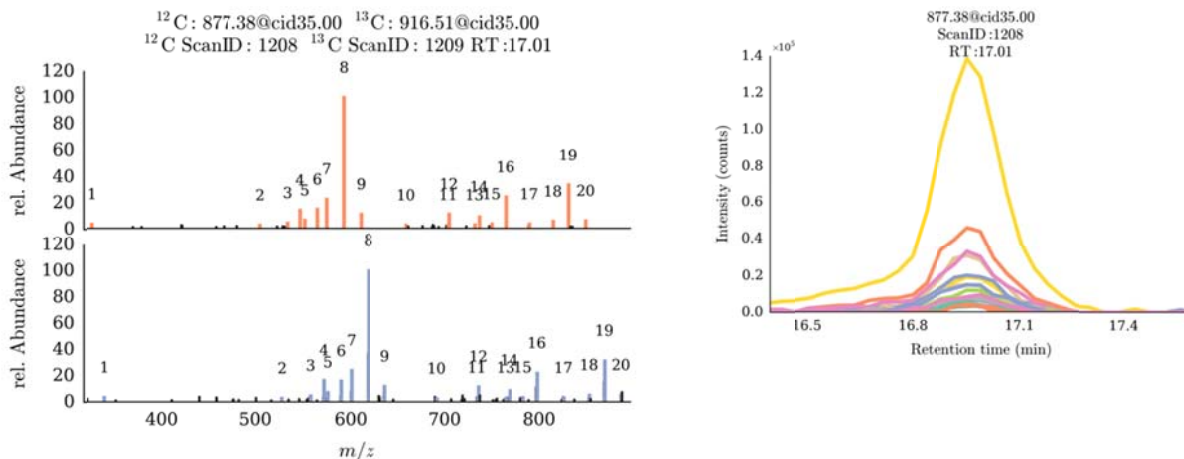 ¹²C : 877.38@cid35.00 ¹³C : 916.51@cid35.00
¹²C ScanID : 1208 ¹³C ScanID : 1209 RT :17.01
rel. Abundance
120
100
80
60
40
20
0
1 2 3 4 5 6 7 8 9 10 11 12 13 14 15 16 17 18 19 20
rel. Abundance
120
100
80
60
40
20
0
1 2 3 4 5 6 7 8 9 10 11 12 13 14 15 16 17 18 19 20
400 500 600 700 800
m/z
877.38@cid35.00
ScanID :1208
RT :17.01
×10⁵
Intensity (counts)
1.4
1.2
1.0
0.8
0.6
0.4
0.2
0.0
16.5 16.8 17.1 17.4
Retention time (min)